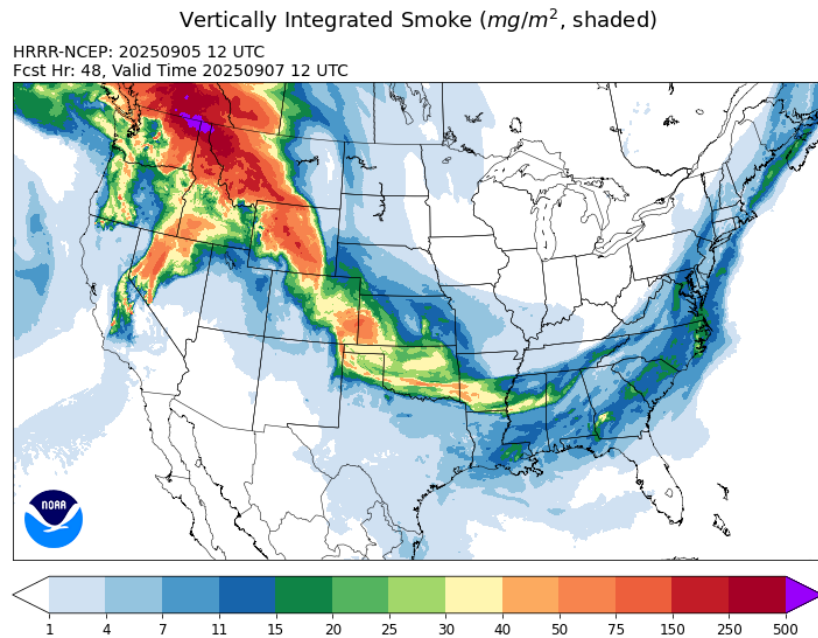 Vertically Integrated Smoke (mg/m², shaded)
HRRR-NCEP: 20250905 12 UTC
Fcst Hr: 48, Valid Time 20250907 12 UTC
NOAA
1 4 7 11 15 20 25 30 40 50 75 150 250 500